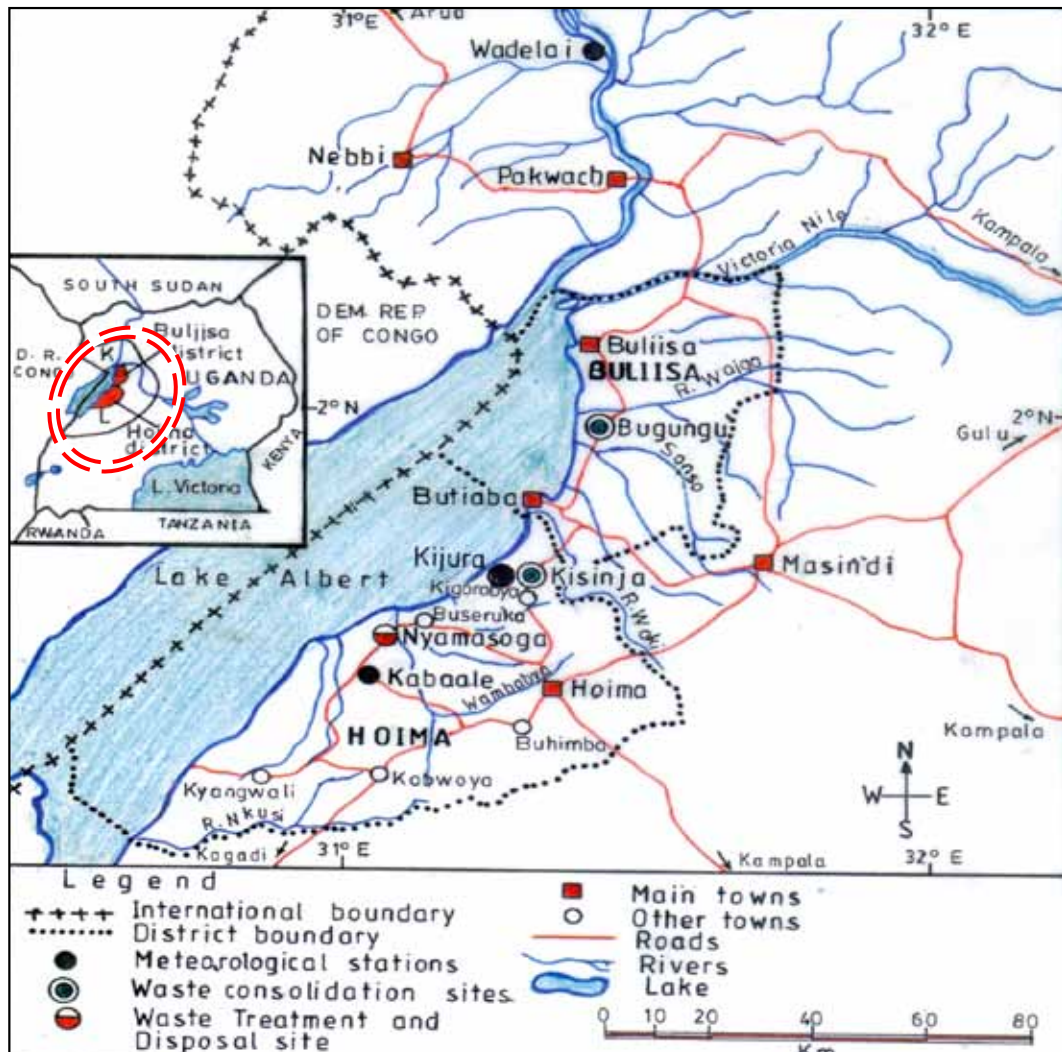 31°E
Arua
32°E
Wadelai
Nebbi
Pakwach
Kampala
Victoria Nile
SOUTH SUDAN
Buliisa
district
D. R.
CONGO
K
UGANDA
L
Hoima
district
KENYA
L. Victoria
RWANDA
TANZANIA
DEM. REP
OF CONGO
Buliisa
BULIISA
R. Waiga
2°N
2°N
Gulu
Bugungu
Sonso
Butiaba
Kijura
Kisinja
Masindi
Lake Albert
Kigorobya
Buseruka
R. Waki
Nyamasoga
Kabaale
Wambabya
Hoima
HOIMA
Buhimba
Kampala
N
W E
S
Kyangwali
Kabwoya
R. Nkusi
Kagadi
31°E
Kampala
32°E
Legend
International boundary
District boundary
Meteorological stations
Waste consolidation sites
Waste Treatment and
Disposal site
Main towns
Other towns
Roads
Rivers
Lake
0 10 20 40 60 80
Km